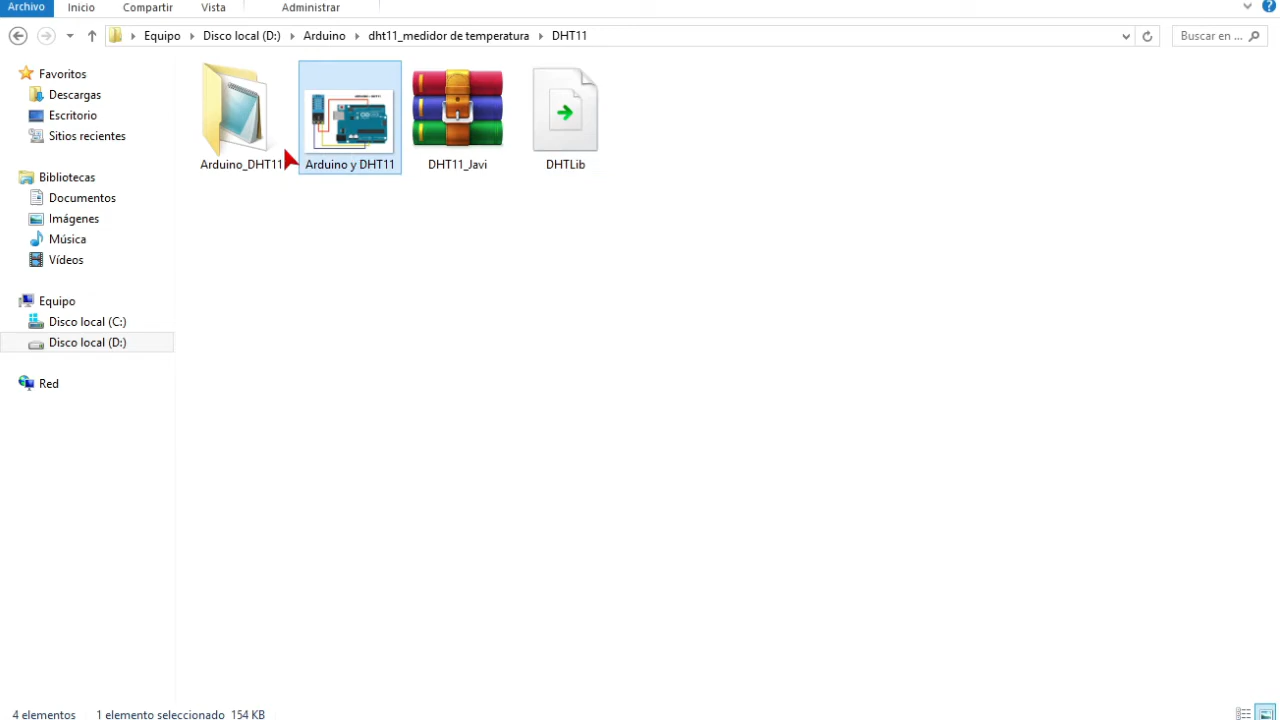 Archivo Inicio Compartir Vista Administrar
Equipo Disco local (D:) Arduino dht11_medidor de temperatura DHT11 Buscar en ...
Favoritos
Descargas
Escritorio
Sitios recientes
Bibliotecas
Documentos
Imágenes
Música
Vídeos
Equipo
Disco local (C:)
Disco local (D:)
Red
Arduino_DHT11 Arduino y DHT11 DHT11_Javi DHTLib
4 elementos 1 elemento seleccionado 154 KB